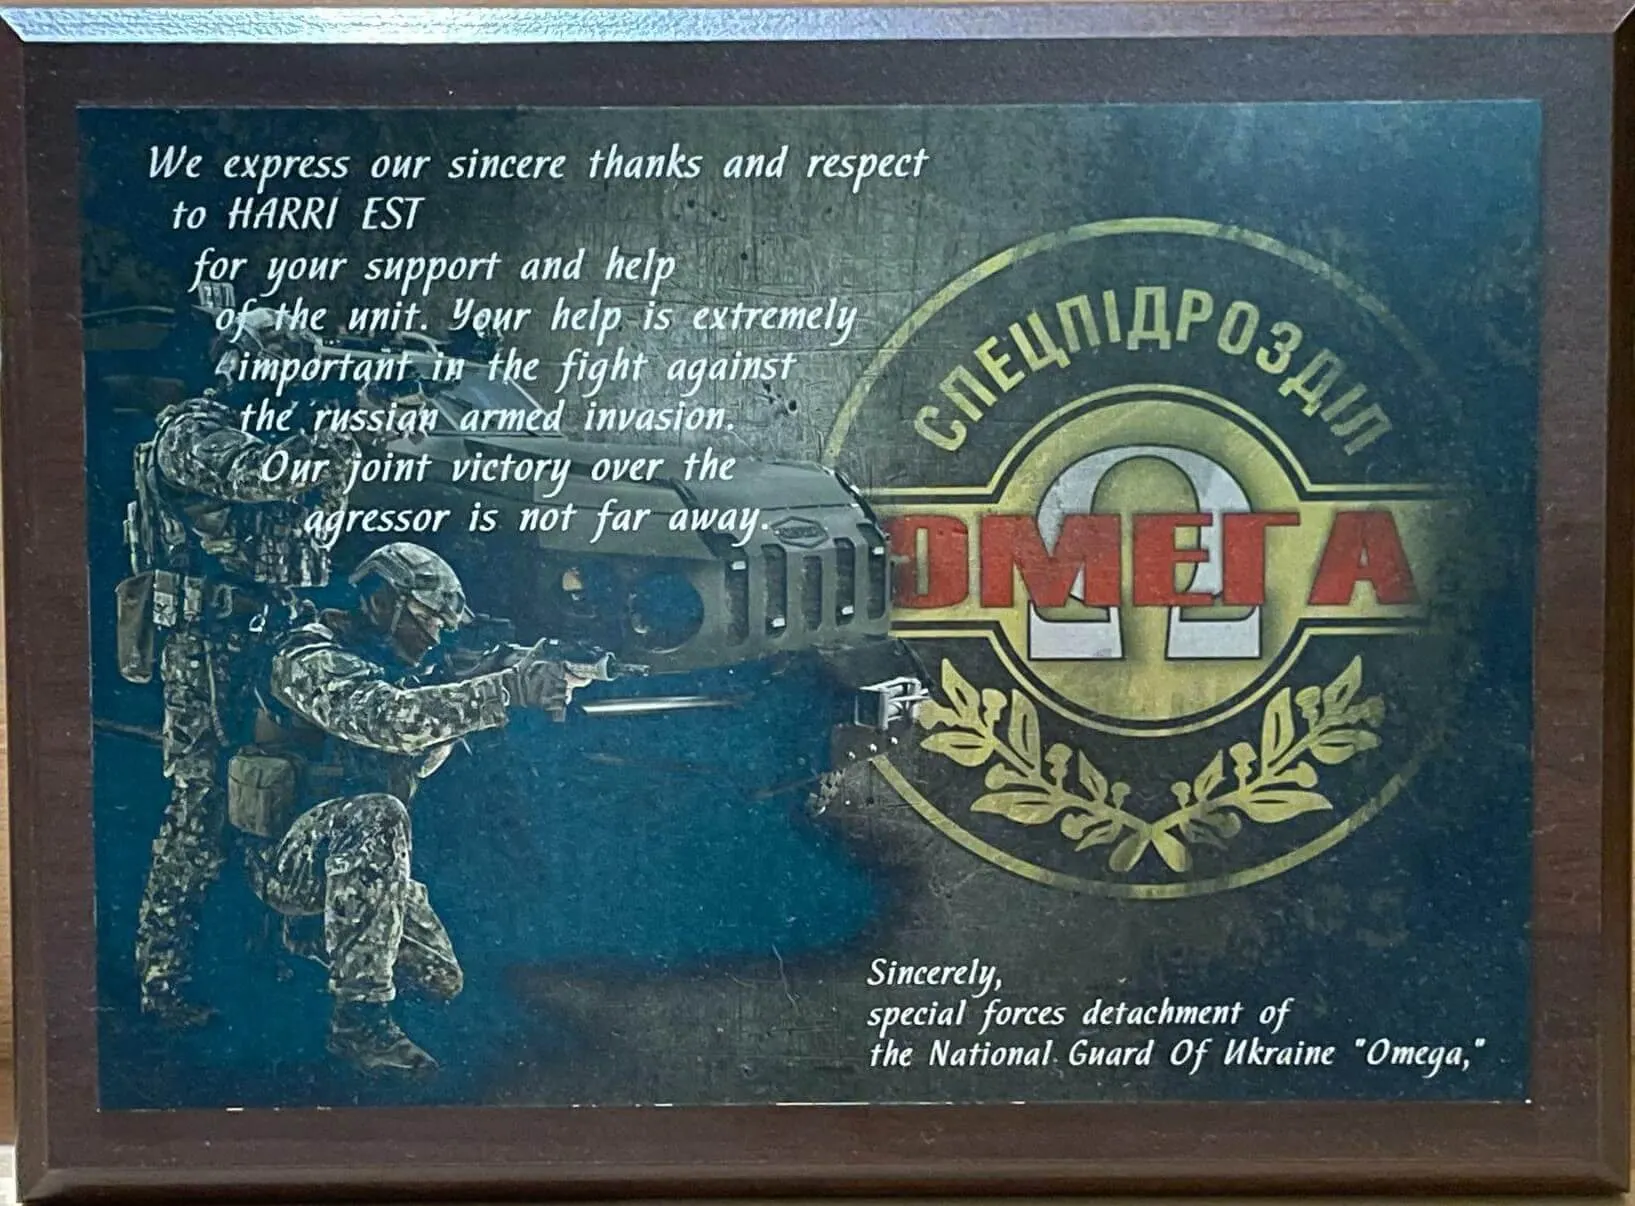 We express our sincere thanks and respect
to HARRI EST
for your support and help
of the unit. Your help is extremely
important in the fight against
the russian armed invasion.
Our joint victory over the
agressor is not far away.
СПЕЦПІДРОЗДІЛ
Ω
ОМЕГА
Sincerely,
special forces detachment of
the National Guard Of Ukraine "Omega,"